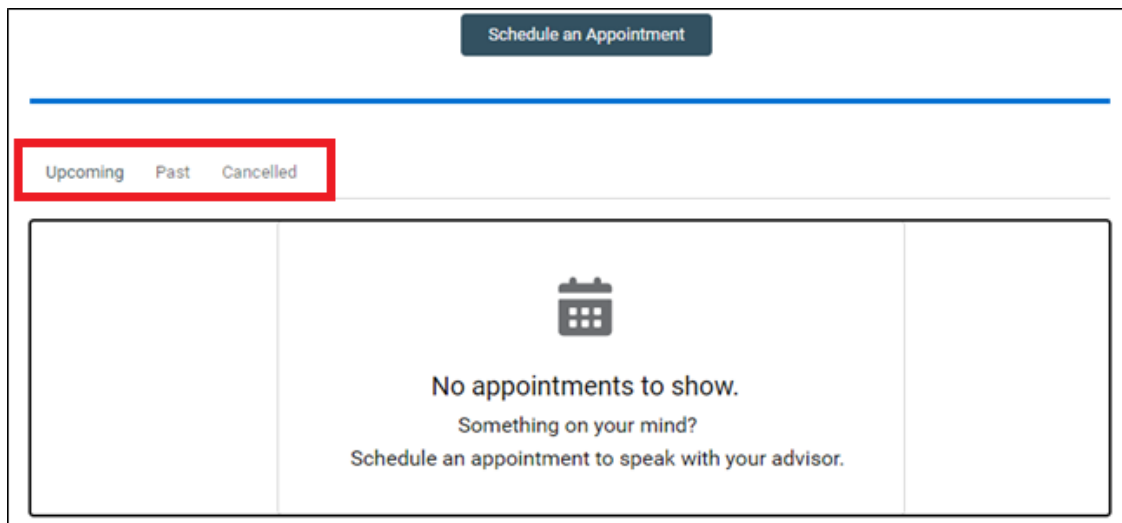 Schedule an Appointment
Upcoming Past Cancelled
No appointments to show.
Something on your mind?
Schedule an appointment to speak with your advisor.